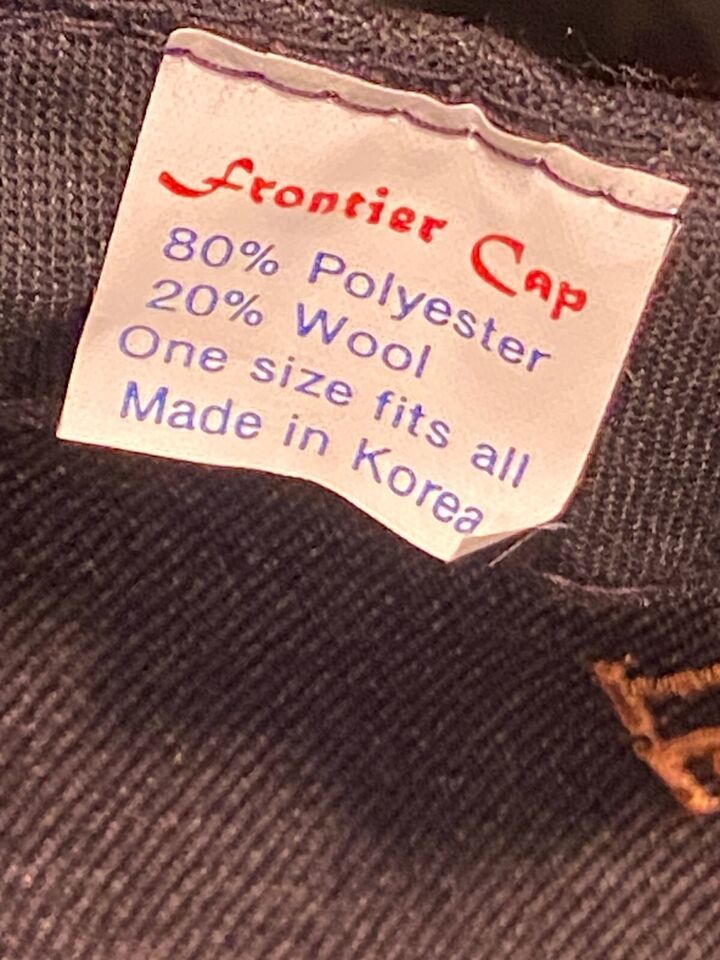 Frontier Cap
80% Polyester
20% Wool
One size fits all
Made in Korea